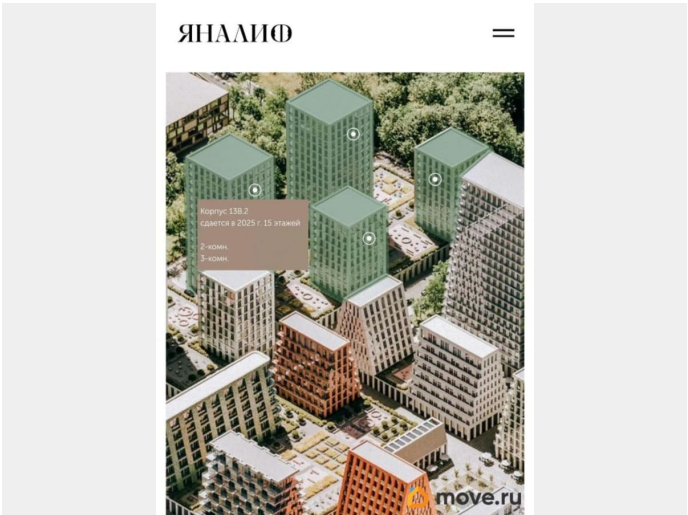 ЯНАЛИФ
Корпус 13В.2
сдается в 2025 г. 15 этажей
2-комн.
3-комн.
move.ru